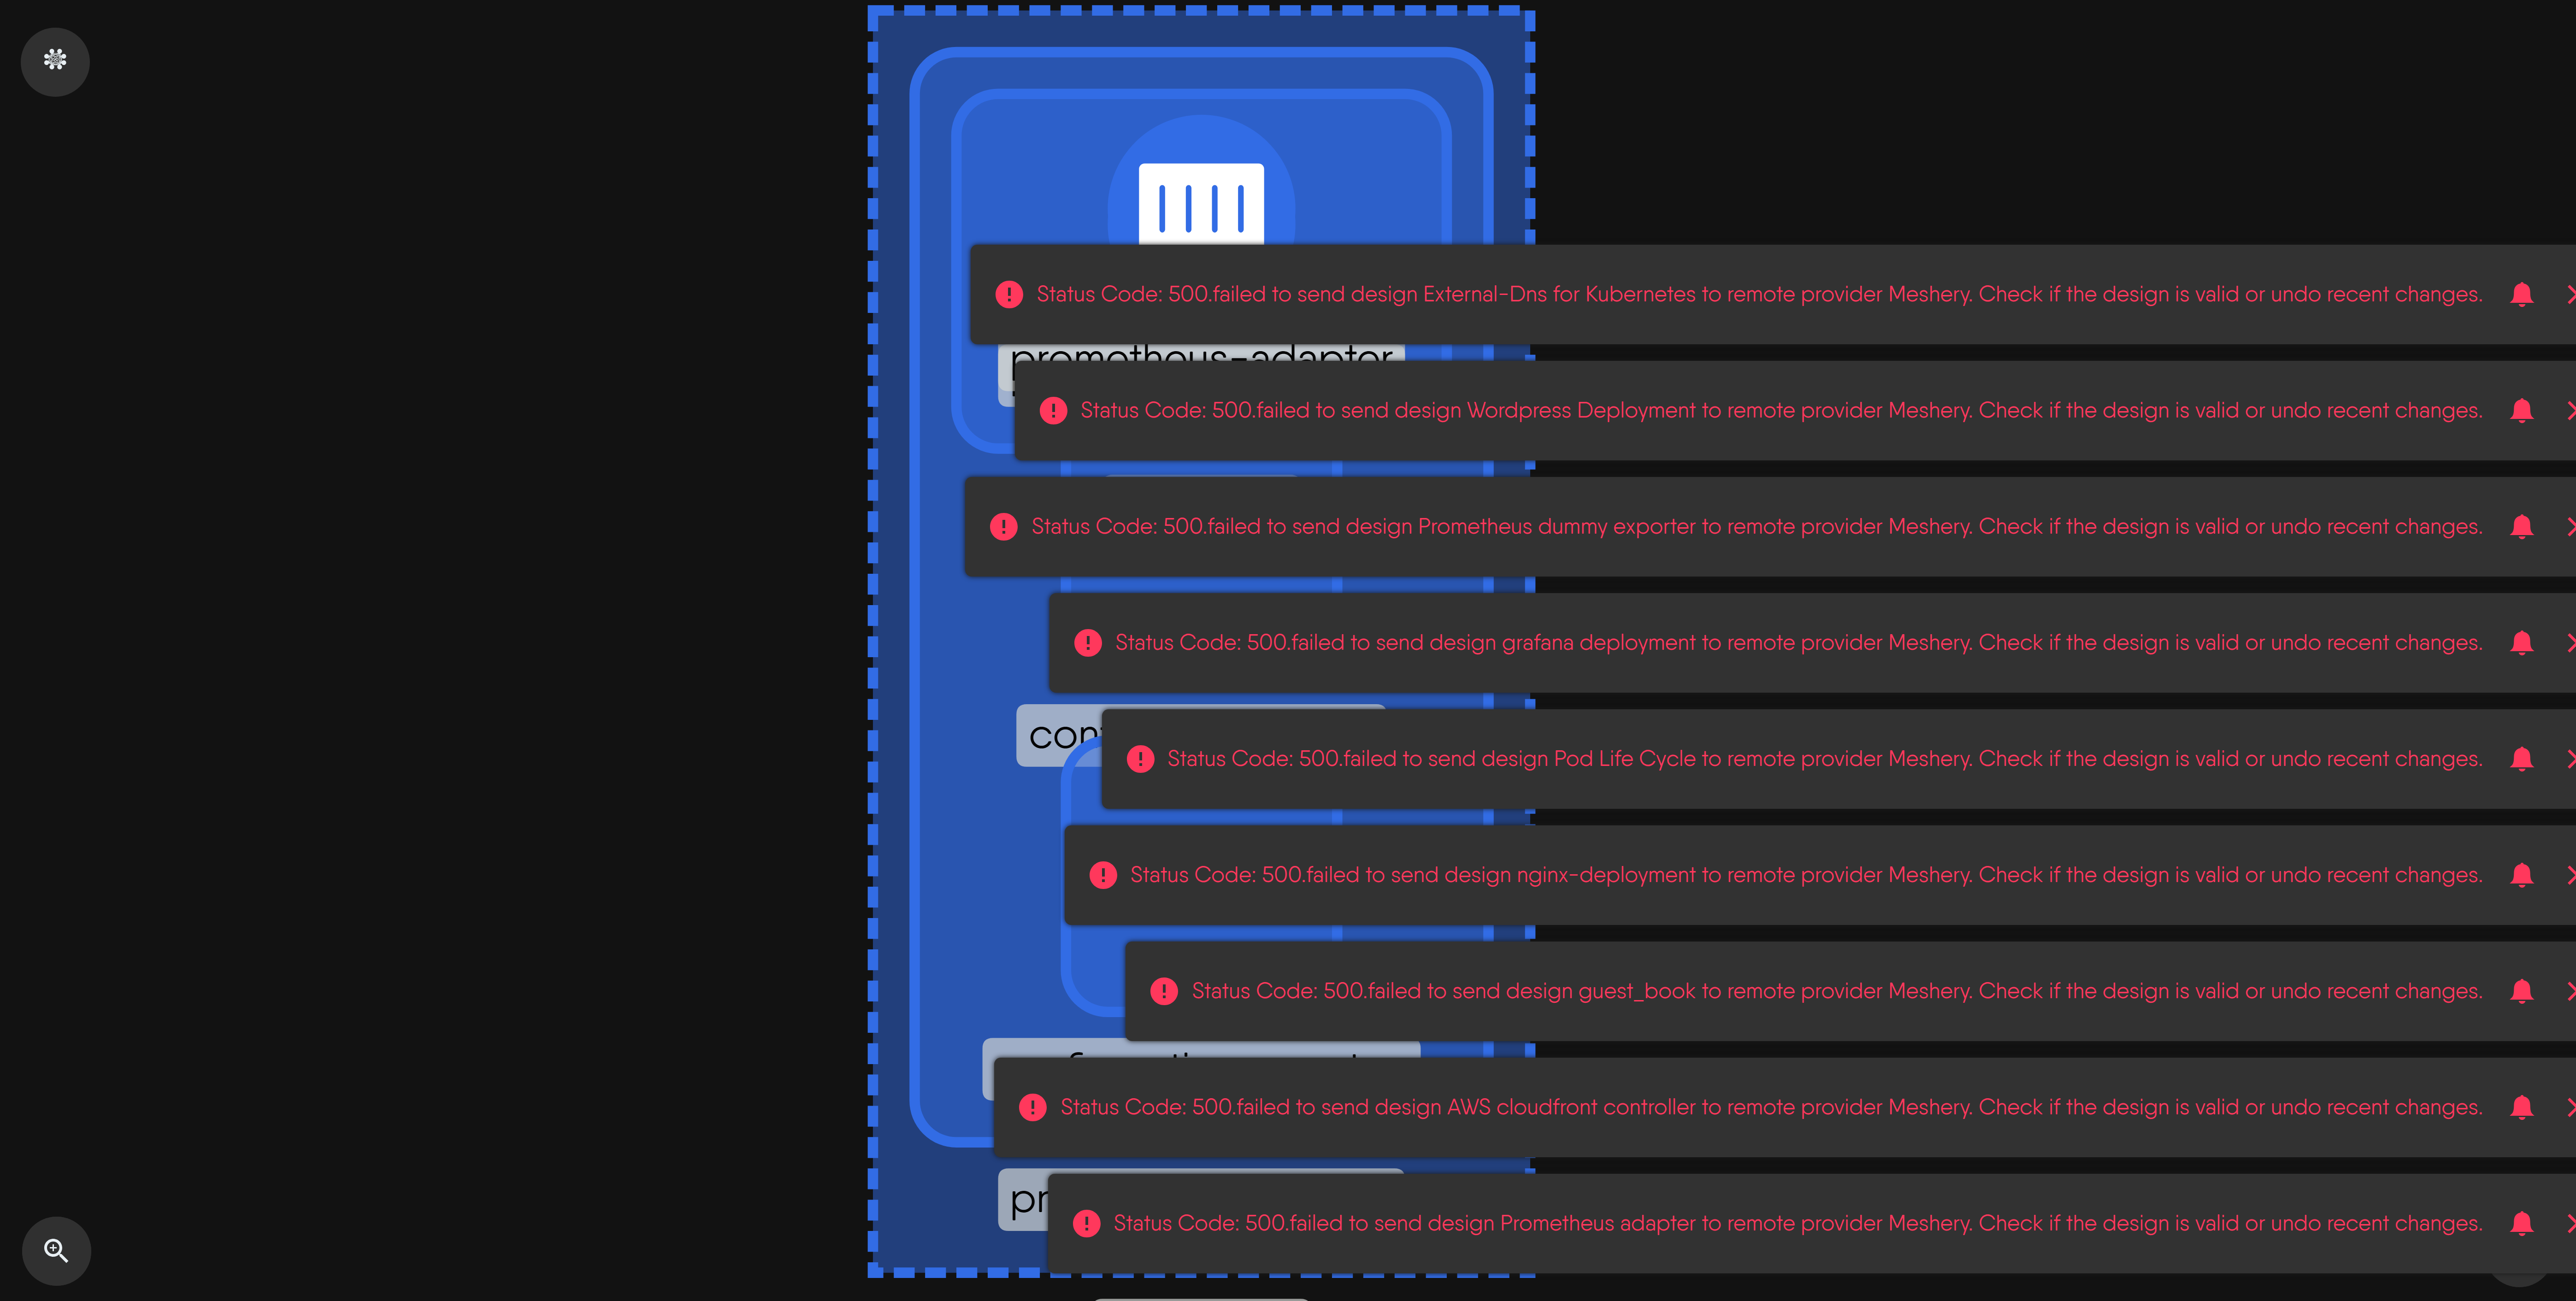 Status Code: 500.failed to send design External-Dns for Kubernetes to remote provider Meshery. Check if the design is valid or undo recent changes.
prometheus-adapter
Status Code: 500.failed to send design Wordpress Deployment to remote provider Meshery. Check if the design is valid or undo recent changes.
Status Code: 500.failed to send design Prometheus dummy exporter to remote provider Meshery. Check if the design is valid or undo recent changes.
Status Code: 500.failed to send design grafana deployment to remote provider Meshery. Check if the design is valid or undo recent changes.
Status Code: 500.failed to send design Pod Life Cycle to remote provider Meshery. Check if the design is valid or undo recent changes.
Status Code: 500.failed to send design nginx-deployment to remote provider Meshery. Check if the design is valid or undo recent changes.
Status Code: 500.failed to send design guest_book to remote provider Meshery. Check if the design is valid or undo recent changes.
Status Code: 500.failed to send design AWS cloudfront controller to remote provider Meshery. Check if the design is valid or undo recent changes.
Status Code: 500.failed to send design Prometheus adapter to remote provider Meshery. Check if the design is valid or undo recent changes.